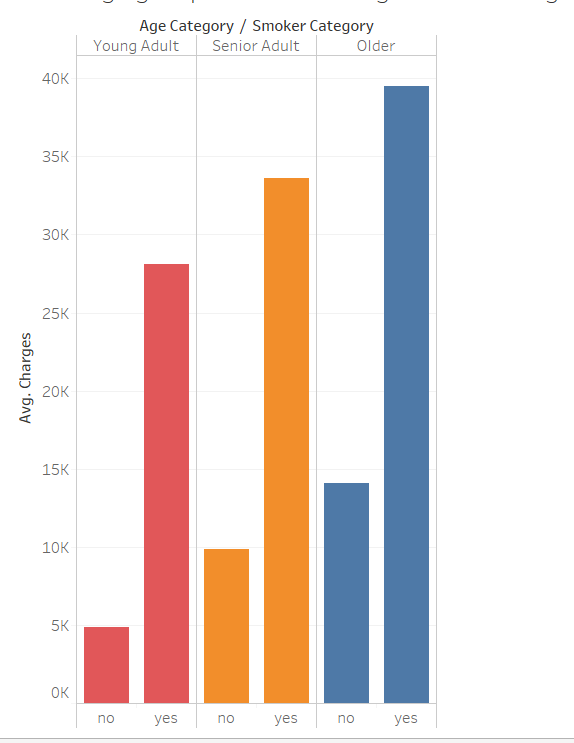 Age Category / Smoker Category
Young Adult Senior Adult Older
40K
35K
30K
25K
20K
15K
10K
5K
0K
Avg. Charges
no yes no yes no yes